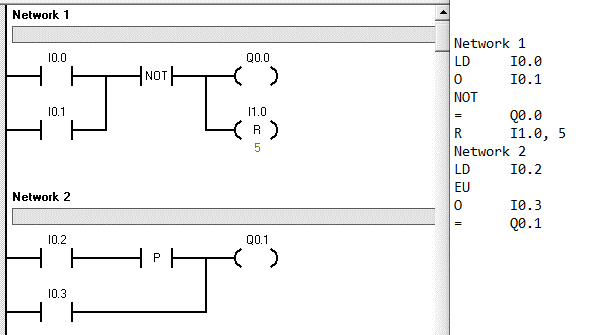 Network 1
I0.0
Q0.0
NOT
I0.1
I1.0
R
5
Network 2
I0.2
Q0.1
P
I0.3
Network 1
LD I0.0
O I0.1
NOT
= Q0.0
R I1.0, 5
Network 2
LD I0.2
EU
O I0.3
= Q0.1